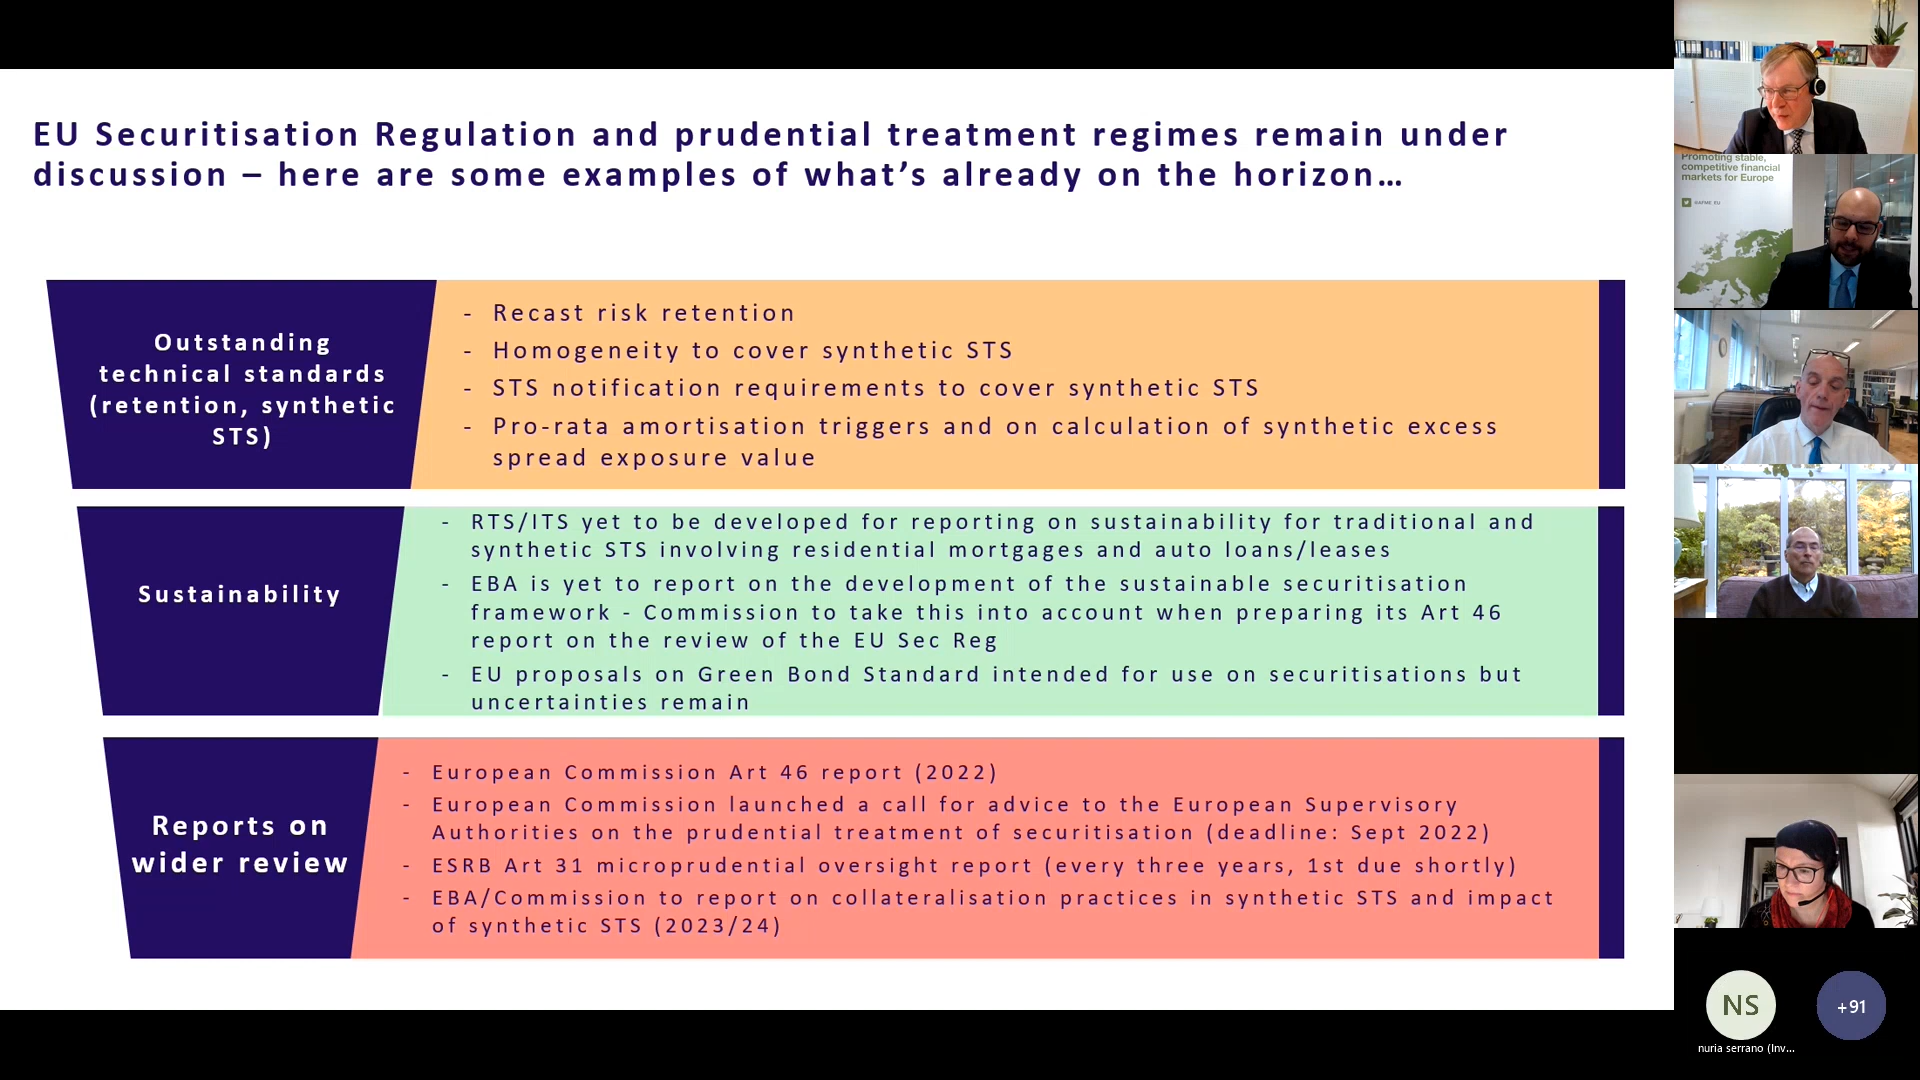 EU Securitisation Regulation and prudential treatment regimes remain under
discussion – here are some examples of what's already on the horizon…
Outstanding
technical standards
(retention, synthetic
STS)
- Recast risk retention
- Homogeneity to cover synthetic STS
- STS notification requirements to cover synthetic STS
- Pro-rata amortisation triggers and on calculation of synthetic excess
spread exposure value
Sustainability
- RTS/ITS yet to be developed for reporting on sustainability for traditional and
synthetic STS involving residential mortgages and auto loans/leases
- EBA is yet to report on the development of the sustainable securitisation
framework - Commission to take this into account when preparing its Art 46
report on the review of the EU Sec Reg
- EU proposals on Green Bond Standard intended for use on securitisations but
uncertainties remain
Reports on
wider review
- European Commission Art 46 report (2022)
- European Commission launched a call for advice to the European Supervisory
Authorities on the prudential treatment of securitisation (deadline: Sept 2022)
- ESRB Art 31 microprudential oversight report (every three years, 1st due shortly)
- EBA/Commission to report on collateralisation practices in synthetic STS and impact
of synthetic STS (2023/24)
Promoting stable,
competitive financial
markets for Europe
@AFME_EU
NS
+91
nuria serrano (Inv...